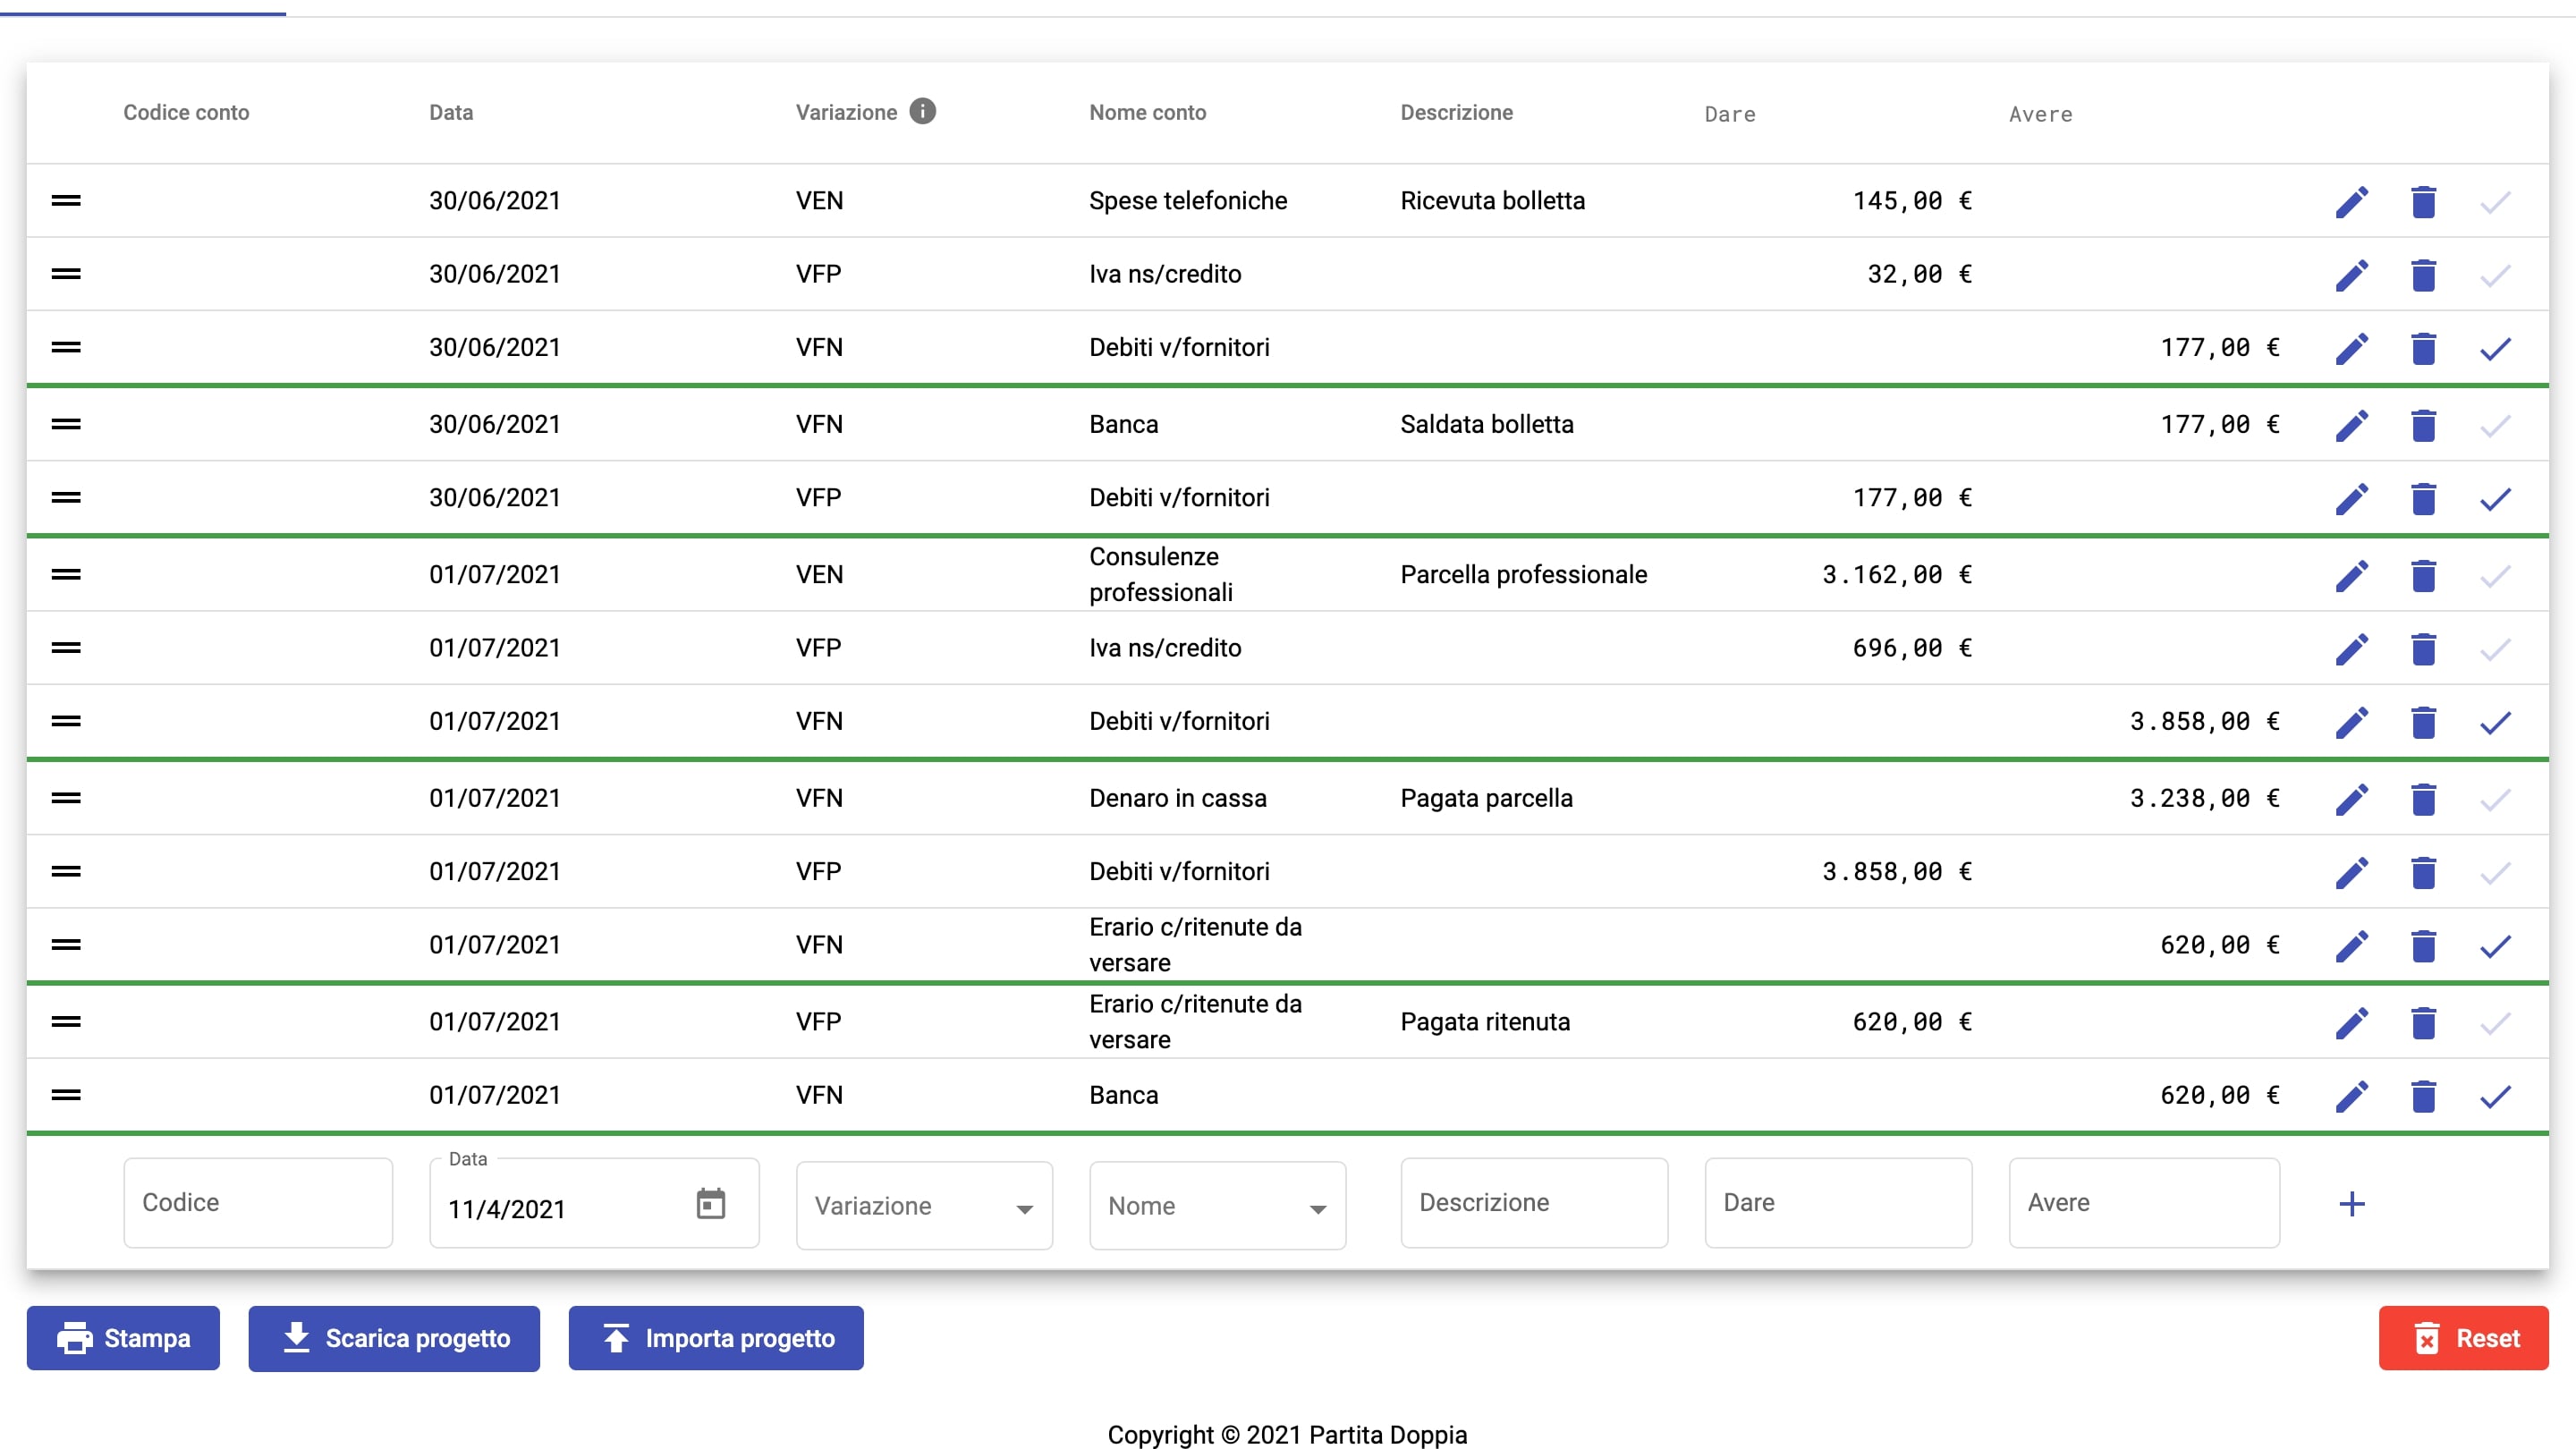 Codice conto Data Variazione Nome conto Descrizione Dare Avere
30/06/2021 VEN Spese telefoniche Ricevuta bolletta 145,00 €
30/06/2021 VFP Iva ns/credito 32,00 €
30/06/2021 VFN Debiti v/fornitori 177,00 €
30/06/2021 VFN Banca Saldata bolletta 177,00 €
30/06/2021 VFP Debiti v/fornitori 177,00 €
01/07/2021 VEN Consulenze professionali Parcella professionale 3.162,00 €
01/07/2021 VFP Iva ns/credito 696,00 €
01/07/2021 VFN Debiti v/fornitori 3.858,00 €
01/07/2021 VFN Denaro in cassa Pagata parcella 3.238,00 €
01/07/2021 VFP Debiti v/fornitori 3.858,00 €
01/07/2021 VFN Erario c/ritenute da versare 620,00 €
01/07/2021 VFP Erario c/ritenute da versare Pagata ritenuta 620,00 €
01/07/2021 VFN Banca 620,00 €
Data
Codice 11/4/2021 Variazione Nome Descrizione Dare Avere
Stampa Scarica progetto Importa progetto Reset
Copyright © 2021 Partita Doppia